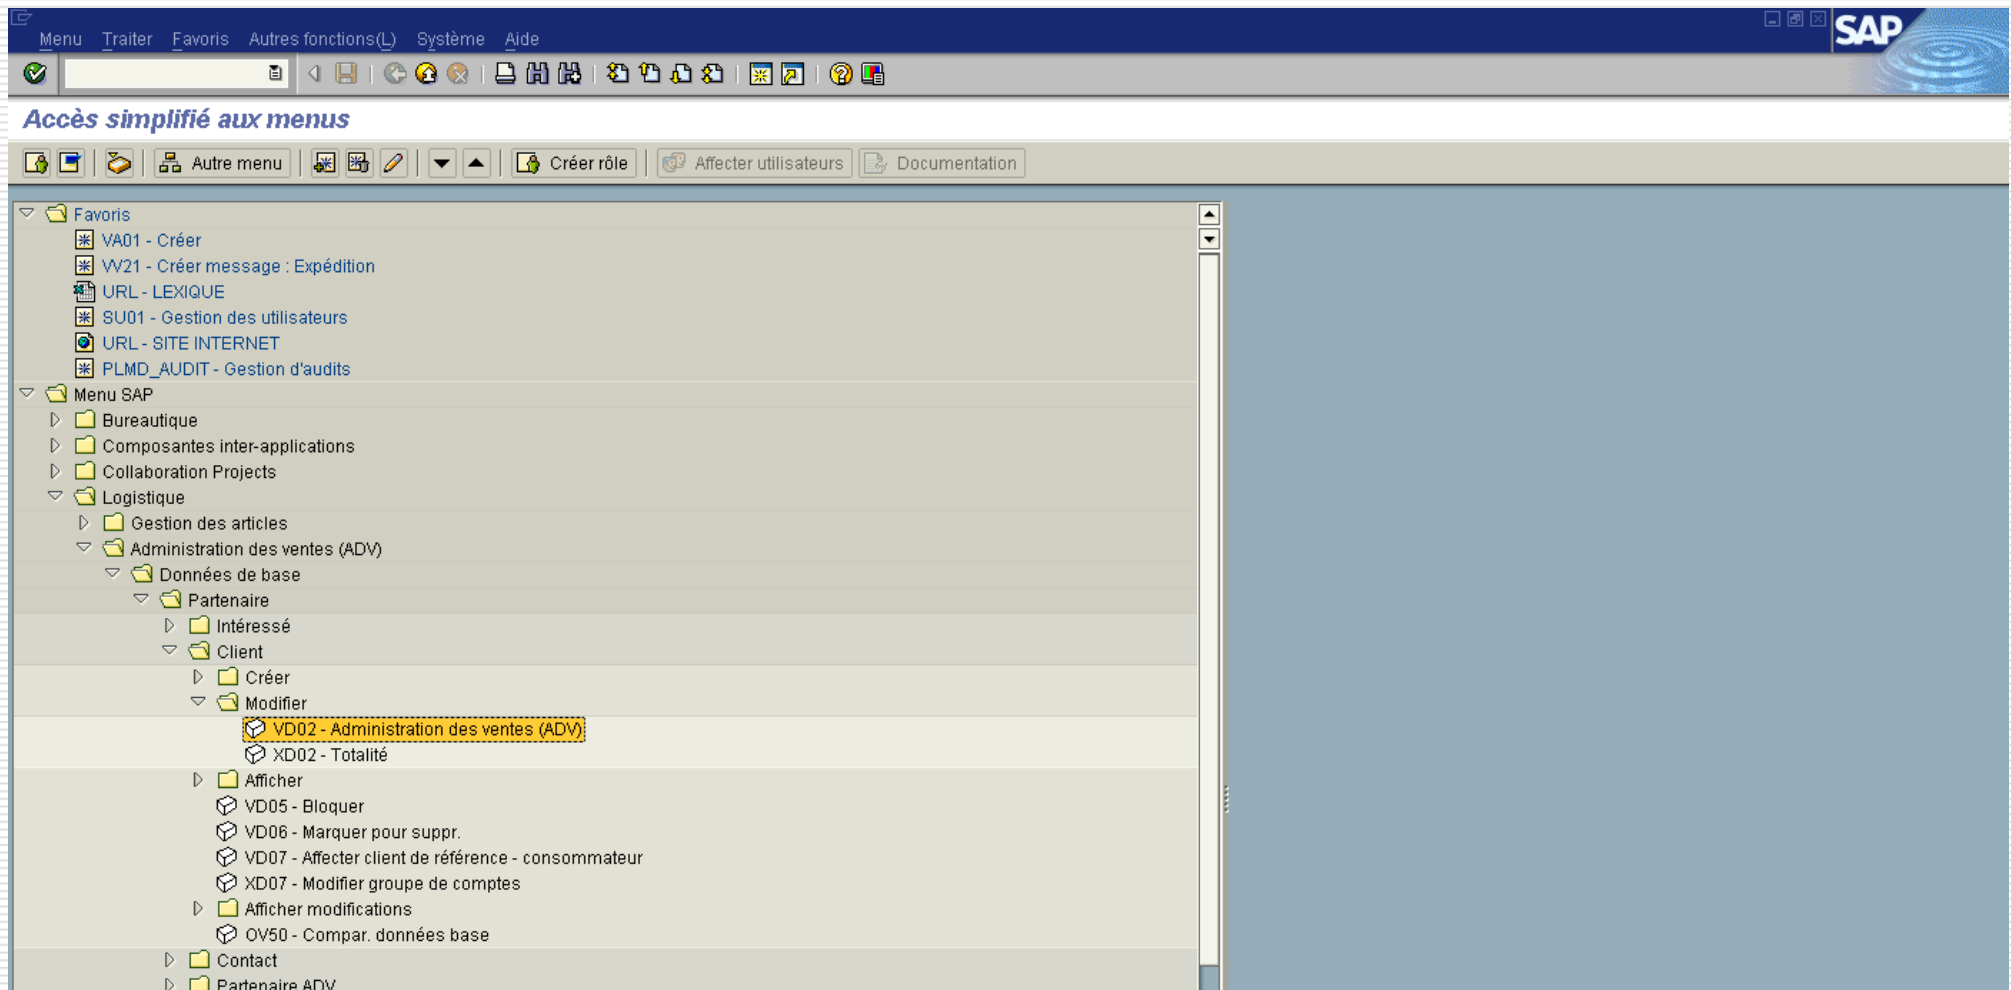 Menu Traiter Favoris Autres fonctions(L) Système Aide
SAP
Accès simplifié aux menus
Autre menu Créer rôle Affecter utilisateurs Documentation
Favoris
VA01 - Créer
VV21 - Créer message : Expédition
URL - LEXIQUE
SU01 - Gestion des utilisateurs
URL - SITE INTERNET
PLMD_AUDIT - Gestion d'audits
Menu SAP
Bureautique
Composantes inter-applications
Collaboration Projects
Logistique
Gestion des articles
Administration des ventes (ADV)
Données de base
Partenaire
Intéressé
Client
Créer
Modifier
VD02 - Administration des ventes (ADV)
XD02 - Totalité
Afficher
VD05 - Bloquer
VD06 - Marquer pour suppr.
VD07 - Affecter client de référence - consommateur
XD07 - Modifier groupe de comptes
Afficher modifications
OV50 - Compar. données base
Contact
Partenaire ADV